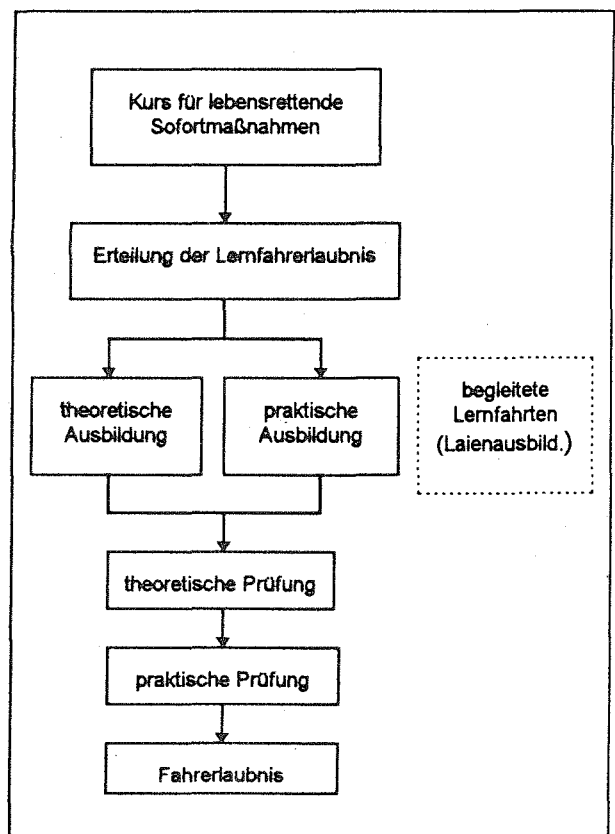 Kurs für lebensrettende
Sofortmaßnahmen
Erteilung der Lernfahrerlaubnis
theoretische
Ausbildung
praktische
Ausbildung
begleitete
Lernfahrten
(Laienausbild.)
theoretische Prüfung
praktische Prüfung
Fahrerlaubnis